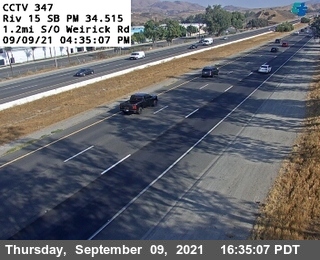 CCTV 347
Riv 15 SB PM 34.515
1.2mi S/O Weirick Rd
09/09/21 04:35:07 PM
Thursday, September 09, 2021 16:35:07 PDT